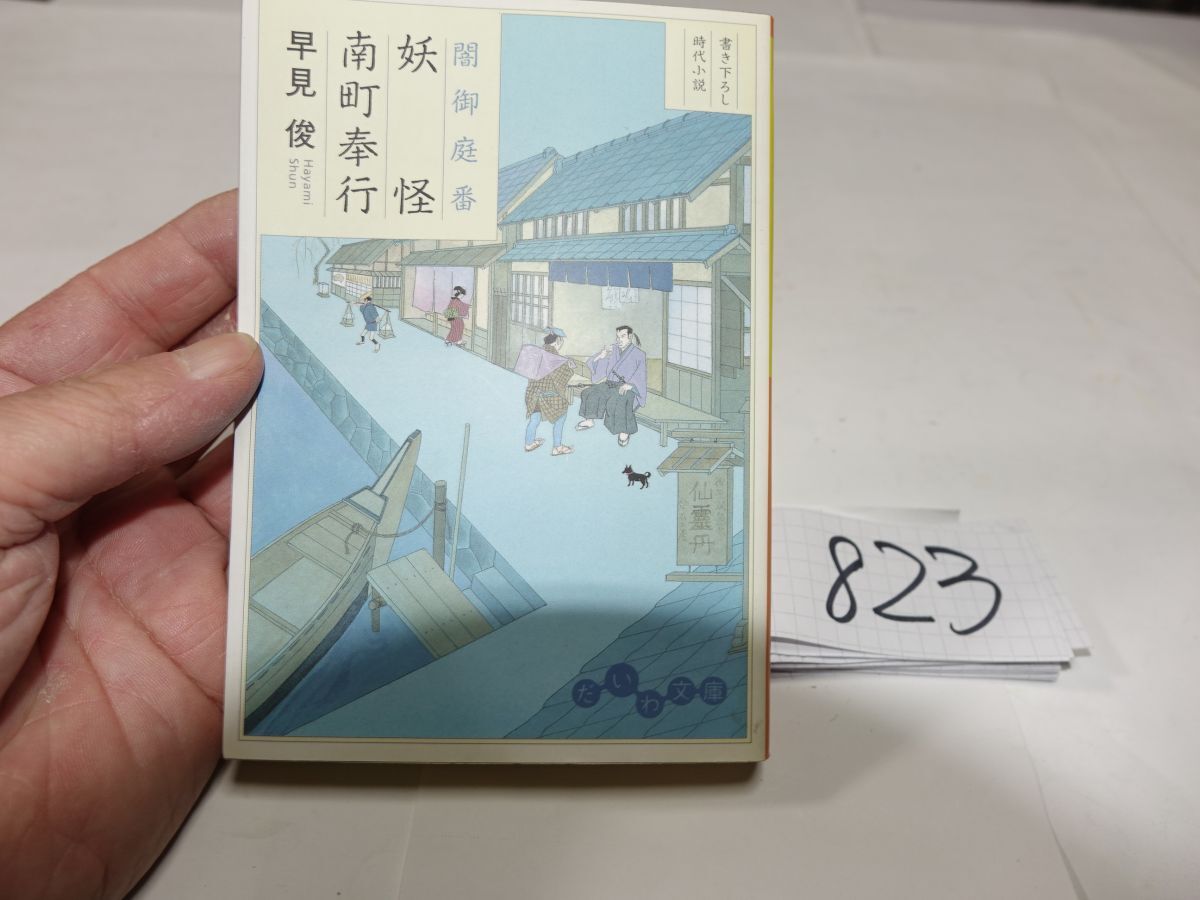 書き下ろし
時代小説
闇御庭番
妖怪
南町奉行
早見 俊
Hayami
Shun
仙靈丹
だいわ文庫
823